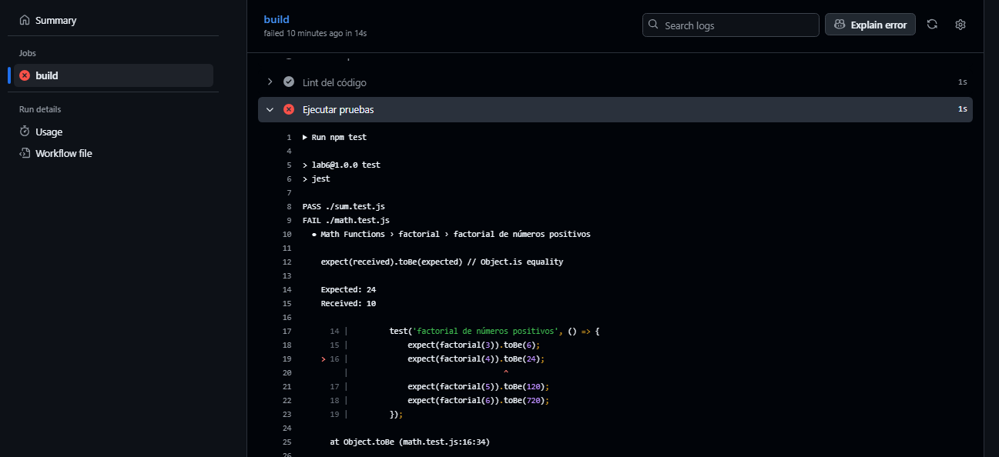 Summary
Jobs
build
Run details
Usage
Workflow file
build
failed 10 minutes ago in 14s
Search logs
Explain error
Lint del código 1s
Ejecutar pruebas 1s
1 ▶ Run npm test
4
5 > lab6@1.0.0 test
6 > jest
7
8 PASS ./sum.test.js
9 FAIL ./math.test.js
10 ● Math Functions › factorial › factorial de números positivos
11
12 expect(received).toBe(expected) // Object.is equality
13
14 Expected: 24
15 Received: 10
16
17 14 | test('factorial de números positivos', () => {
18 15 | expect(factorial(3)).toBe(6);
19 > 16 | expect(factorial(4)).toBe(24);
20 | ^
21 17 | expect(factorial(5)).toBe(120);
22 18 | expect(factorial(6)).toBe(720);
23 19 | });
24
25 at Object.toBe (math.test.js:16:34)
26